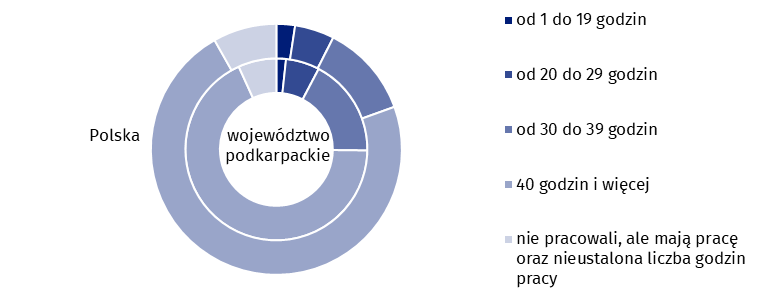 Polska
województwo
podkarpackie
od 1 do 19 godzin
od 20 do 29 godzin
od 30 do 39 godzin
40 godzin i więcej
nie pracowali, ale mają pracę
oraz nieustalona liczba godzin
pracy